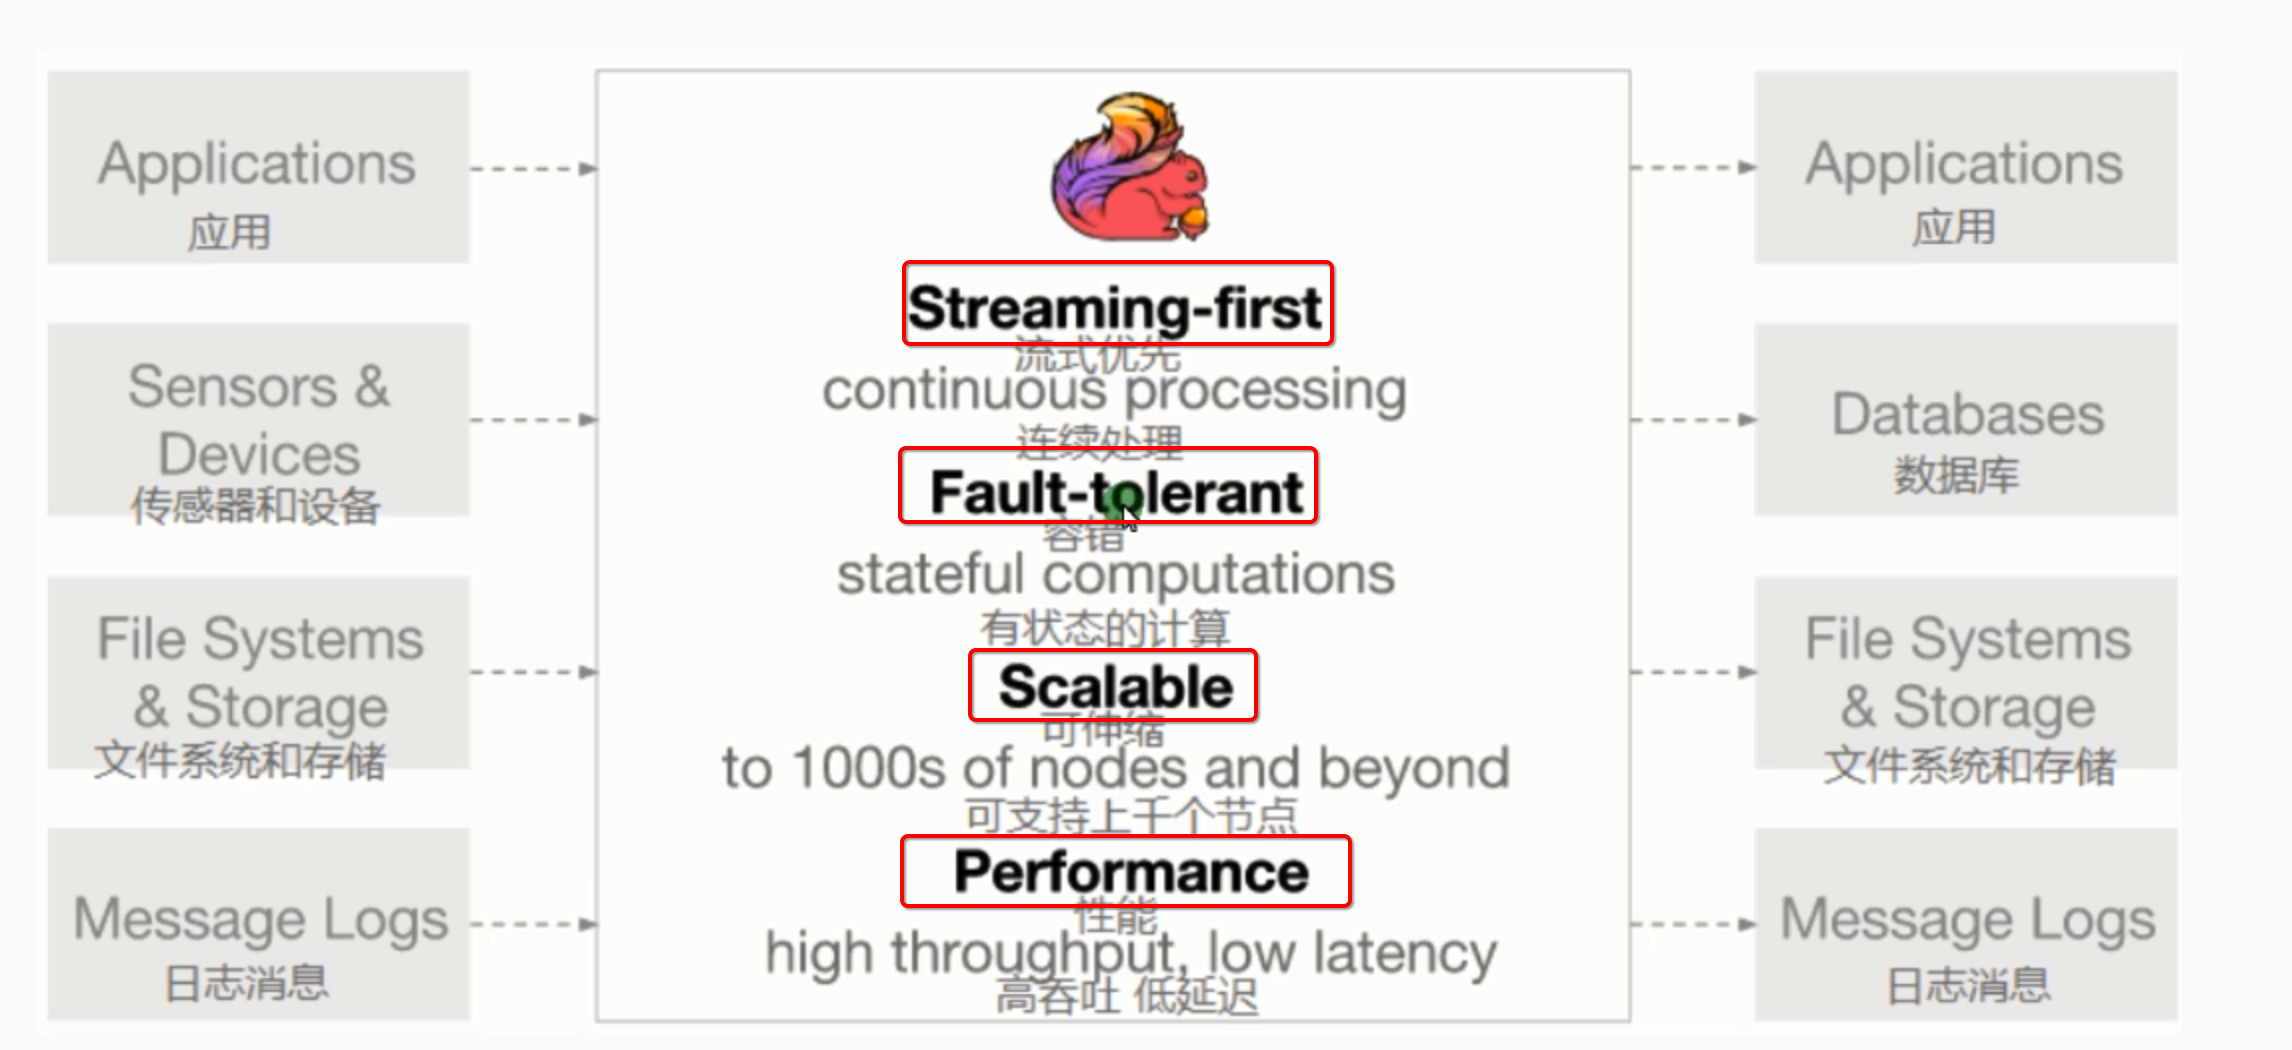 Applications
应用
Sensors &
Devices
传感器和设备
File Systems
& Storage
文件系统和存储
Message Logs
日志消息
Streaming-first
流式优先
continuous processing
连续处理
Fault-tolerant
容错
stateful computations
有状态的计算
Scalable
可伸缩
to 1000s of nodes and beyond
可支持上千个节点
Performance
性能
high throughput, low latency
高吞吐 低延迟
Applications
应用
Databases
数据库
File Systems
& Storage
文件系统和存储
Message Logs
日志消息